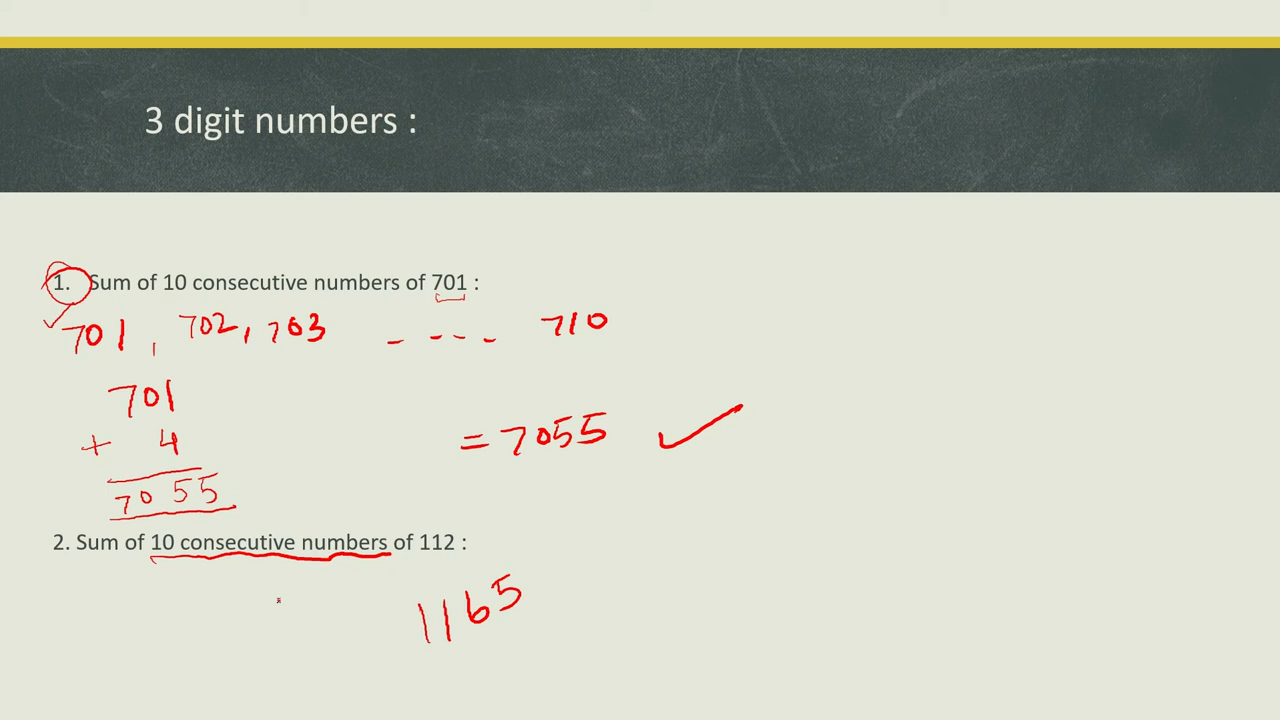 3 digit numbers :
1. Sum of 10 consecutive numbers of 701 :
701, 702, 703 - - - - 710
701
+ 4
= 7055
7055
2. Sum of 10 consecutive numbers of 112 :
1165